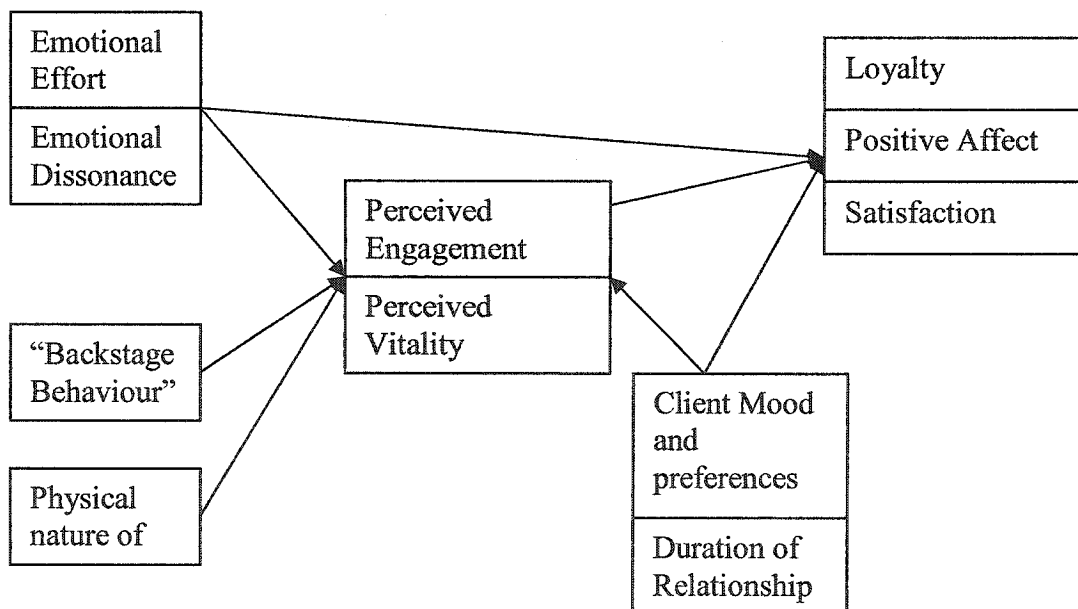 Emotional
Effort
Emotional
Dissonance
Loyalty
Positive Affect
Satisfaction
Perceived
Engagement
Perceived
Vitality
“Backstage
Behaviour”
Physical
nature of
Client Mood
and
preferences
Duration of
Relationship